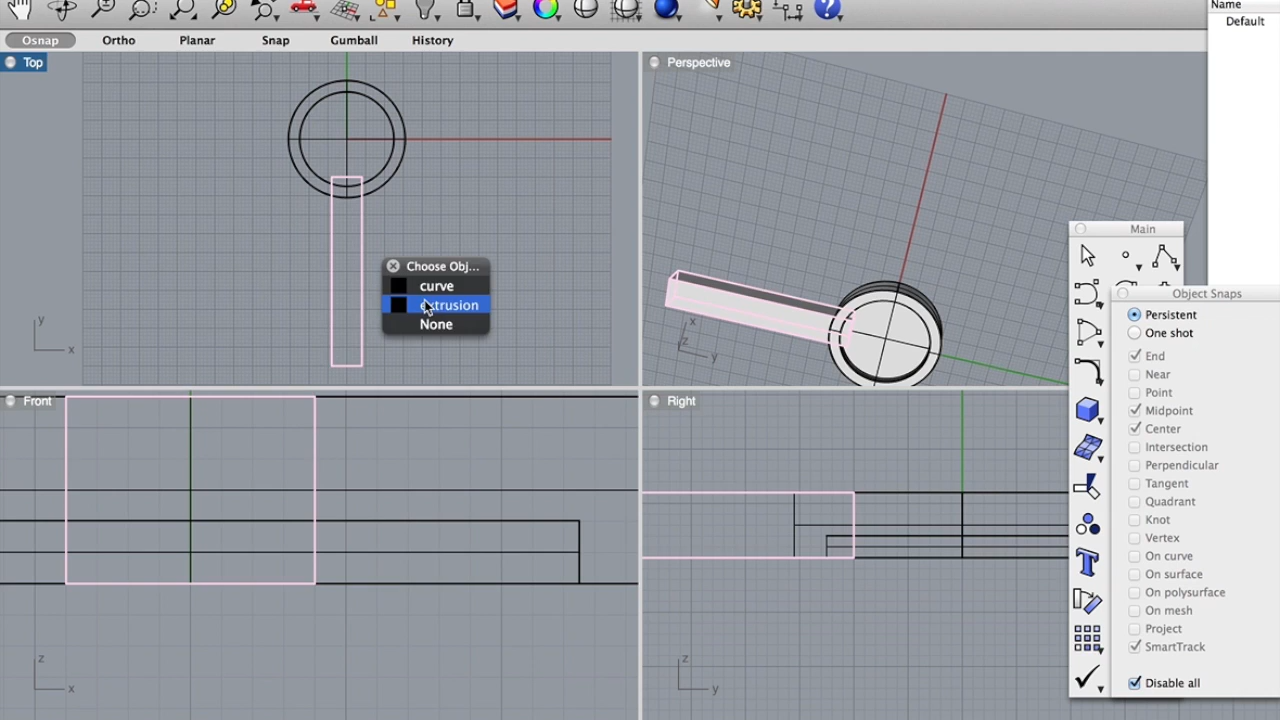 Name
Default
Osnap Ortho Planar Snap Gumball History
Top
Perspective
Choose Obj...
curve
extrusion
None
y
x
x
z
y
Main
Object Snaps
Persistent
One shot
End
Near
Point
Midpoint
Center
Intersection
Perpendicular
Tangent
Quadrant
Knot
Vertex
On curve
On surface
On polysurface
On mesh
Project
SmartTrack
Disable all
Front
Right
z
x
z
y